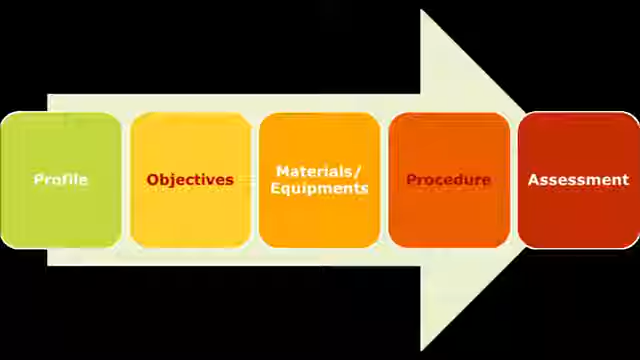 Profile
Objectives
Materials/
Equipments
Procedure
Assessment